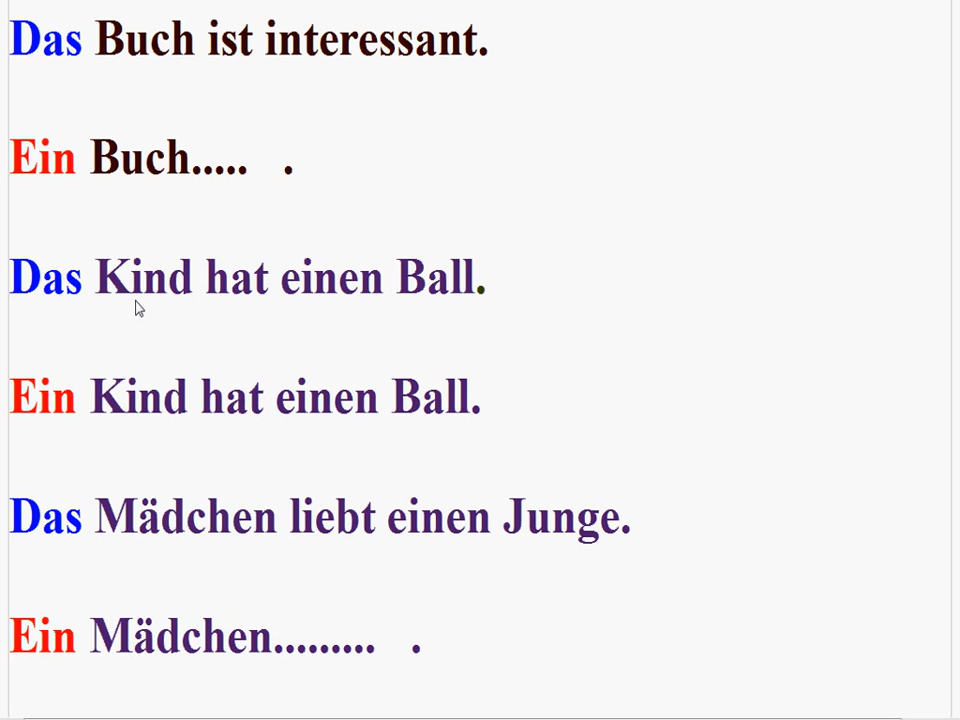 Das Buch ist interessant.
Ein Buch..... .
Das Kind hat einen Ball.
Ein Kind hat einen Ball.
Das Mädchen liebt einen Junge.
Ein Mädchen......... .